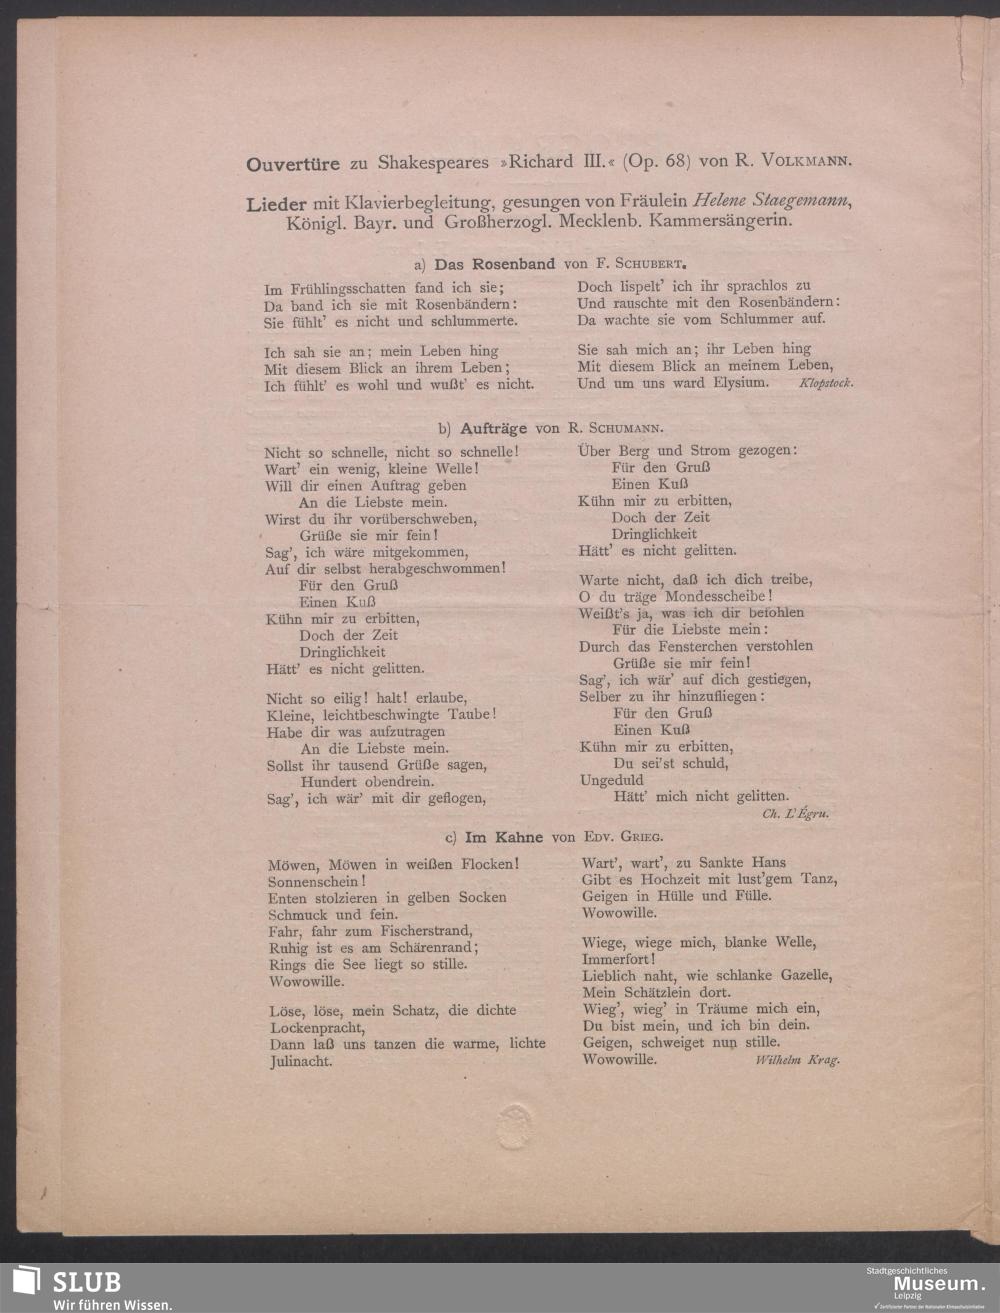 Ouvertüre zu Shakespeares »Richard III.« (Op. 68) von R. VOLKMANN.
Lieder mit Klavierbegleitung, gesungen von Fräulein Helene Staegemann,
Königl. Bayr. und Großherzogl. Mecklenb. Kammersängerin.
a) Das Rosenband von F. SCHUBERT.
Im Frühlingsschatten fand ich sie;
Da band ich sie mit Rosenbändern:
Sie fühlt' es nicht und schlummerte.
Ich sah sie an; mein Leben hing
Mit diesem Blick an ihrem Leben;
Ich fühlt' es wohl und wußt' es nicht.
Doch lispelt' ich ihr sprachlos zu
Und rauschte mit den Rosenbändern:
Da wachte sie vom Schlummer auf.
Sie sah mich an; ihr Leben hing
Mit diesem Blick an meinem Leben,
Und um uns ward Elysium. Klopstock.
b) Aufträge von R. SCHUMANN.
Nicht so schnelle, nicht so schnelle!
Wart' ein wenig, kleine Welle!
Will dir einen Auftrag geben
An die Liebste mein.
Wirst du ihr vorüberschweben,
Grüße sie mir fein!
Sag', ich wäre mitgekommen,
Auf dir selbst herabgeschwommen!
Für den Gruß
Einen Kuß
Kühn mir zu erbitten,
Doch der Zeit
Dringlichkeit
Hätt' es nicht gelitten.
Nicht so eilig! halt! erlaube,
Kleine, leichtbeschwingte Taube!
Habe dir was aufzutragen
An die Liebste mein.
Sollst ihr tausend Grüße sagen,
Hundert obendrein.
Sag', ich wär' mit dir geflogen,
Über Berg und Strom gezogen:
Für den Gruß
Einen Kuß
Kühn mir zu erbitten,
Doch der Zeit
Dringlichkeit
Hätt' es nicht gelitten.
Warte nicht, daß ich dich treibe,
O du träge Mondesscheibe!
Weißt's ja, was ich dir befohlen
Für die Liebste mein:
Durch das Fensterchen verstohlen
Grüße sie mir fein!
Sag', ich wär' auf dich gestiegen,
Selber zu ihr hinzufliegen:
Für den Gruß
Einen Kuß
Kühn mir zu erbitten,
Du sei'st schuld,
Ungeduld
Hätt' mich nicht gelitten.
Ch. L'Égru.
c) Im Kahne von EDV. GRIEG.
Möwen, Möwen in weißen Flocken!
Sonnenschein!
Enten stolzieren in gelben Socken
Schmuck und fein.
Fahr, fahr zum Fischerstrand,
Ruhig ist es am Schärenrand;
Rings die See liegt so stille.
Wowowille.
Löse, löse, mein Schatz, die dichte
Lockenpracht,
Dann laß uns tanzen die warme, lichte
Julinacht.
Wart', wart', zu Sankte Hans
Gibt es Hochzeit mit lust'gem Tanz,
Geigen in Hülle und Fülle.
Wowowille.
Wiege, wiege mich, blanke Welle,
Immerfort!
Lieblich naht, wie schlanke Gazelle,
Mein Schätzlein dort.
Wieg', wieg' in Träume mich ein,
Du bist mein, und ich bin dein.
Geigen, schweiget nun stille.
Wowowille. Wilhelm Krag.
SLUB
Wir führen Wissen.
Stadtgeschichtliches
Museum.
Leipzig
Zertifizierter Partner der Nationalen Klimaschutzinitiative